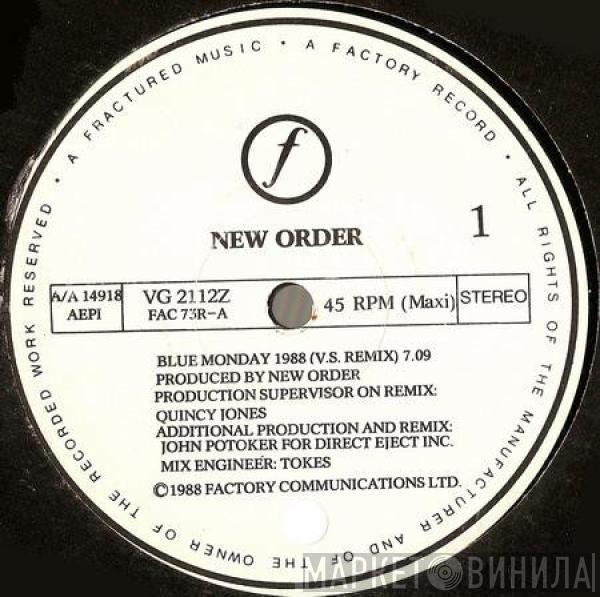 • A FRACTURED MUSIC • A FACTORY RECORD • ALL RIGHTS OF THE MANUFACTURER AND OF THE OWNER OF THE RECORDED WORK RESERVED
f
NEW ORDER
1
A/A 14918
AEPI
VG 2112Z
FAC 73R-A
45 RPM (Maxi)
STEREO
BLUE MONDAY 1988 (V.S. REMIX) 7.09
PRODUCED BY NEW ORDER
PRODUCTION SUPERVISOR ON REMIX:
QUINCY JONES
ADDITIONAL PRODUCTION AND REMIX:
JOHN POTOKER FOR DIRECT EJECT INC.
MIX ENGINEER: TOKES
©1988 FACTORY COMMUNICATIONS LTD.
МАРКЕТ ВИНИЛА